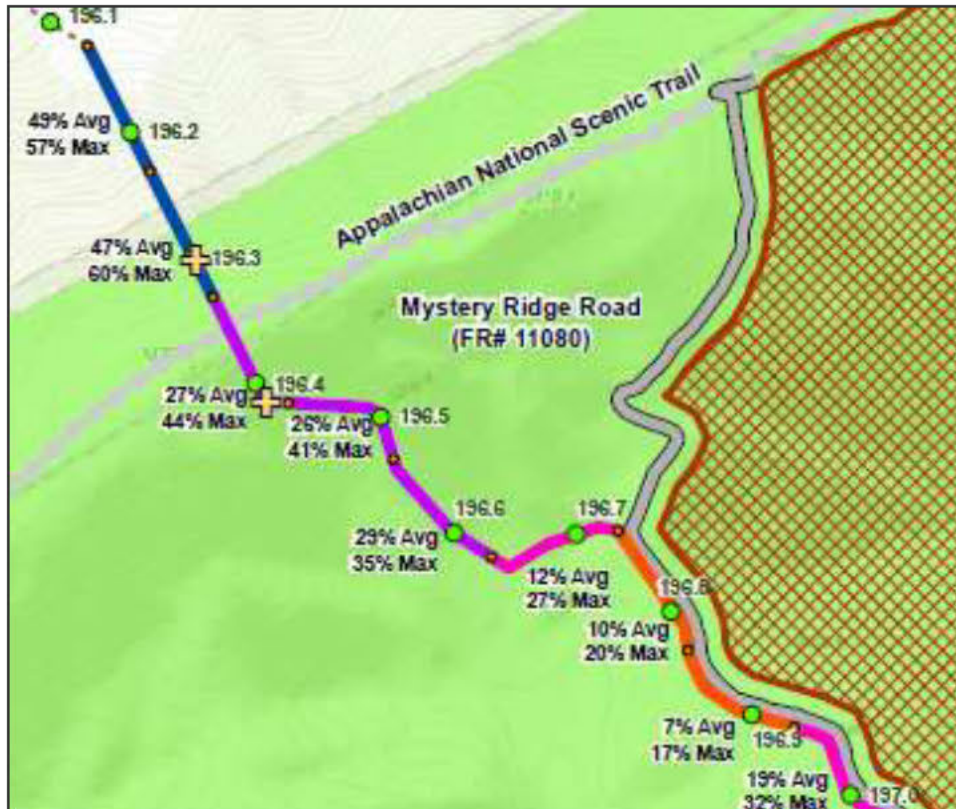 196.1
49% Avg
57% Max
196.2
Appalachian National Scenic Trail
47% Avg
60% Max
196.3
Mystery Ridge Road
(FR# 11080)
27% Avg
44% Max
196.4
26% Avg
41% Max
196.5
196.6
29% Avg
35% Max
196.7
12% Avg
27% Max
196.8
10% Avg
20% Max
7% Avg
17% Max
196.9
19% Avg
32% Max
197.0